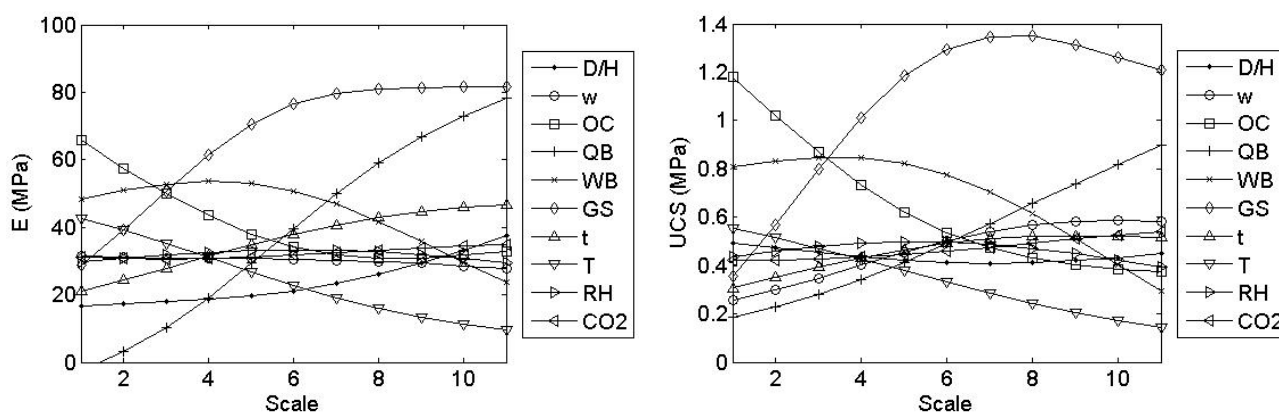 100
80
60
40
20
0
E (MPa)
2 4 6 8 10
Scale
D/H
w
OC
QB
WB
GS
t
T
RH
CO2
1.4
1.2
1
0.8
0.6
0.4
0.2
0
UCS (MPa)
2 4 6 8 10
Scale
D/H
w
OC
QB
WB
GS
t
T
RH
CO2